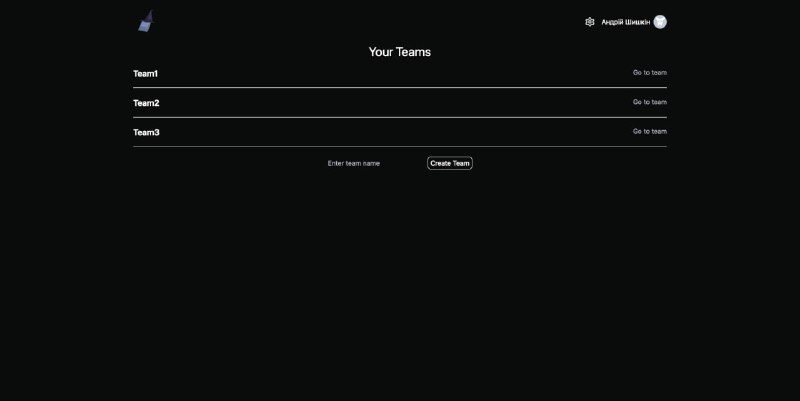 Андрій Шишкін
Your Teams
Team1 Go to team
Team2 Go to team
Team3 Go to team
Enter team name Create Team